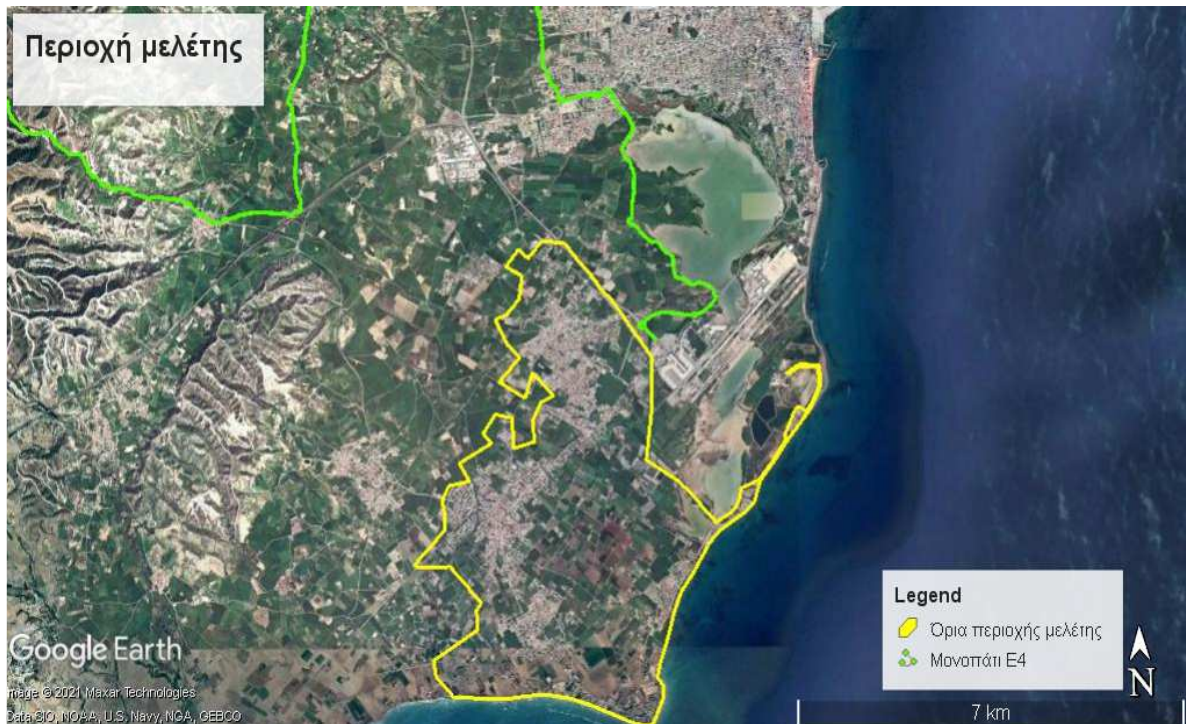 Περιοχή μελέτης
Legend
Όρια περιοχής μελέτης
Μονοπάτι Ε4
N
7 km
Google Earth
Image © 2021 Maxar Technologies
Data SIO, NOAA, U.S. Navy, NGA, GEBCO